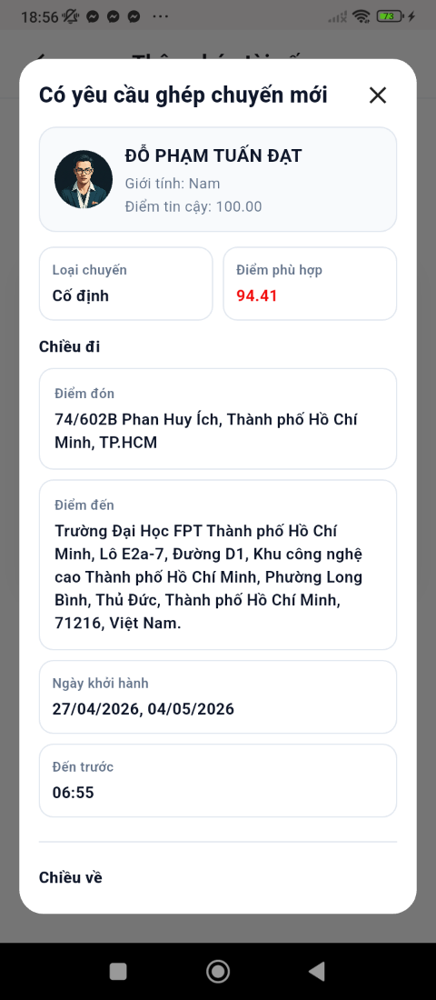 18:56
73
Có yêu cầu ghép chuyến mới
ĐỖ PHẠM TUẤN ĐẠT
Giới tính: Nam
Điểm tin cậy: 100.00
Loại chuyến
Cố định
Điểm phù hợp
94.41
Chiều đi
Điểm đón
74/602B Phan Huy Ích, Thành phố Hồ Chí
Minh, TP.HCM
Điểm đến
Trường Đại Học FPT Thành phố Hồ Chí
Minh, Lô E2a-7, Đường D1, Khu công nghệ
cao Thành phố Hồ Chí Minh, Phường Long
Bình, Thủ Đức, Thành phố Hồ Chí Minh,
71216, Việt Nam.
Ngày khởi hành
27/04/2026, 04/05/2026
Đến trước
06:55
Chiều về